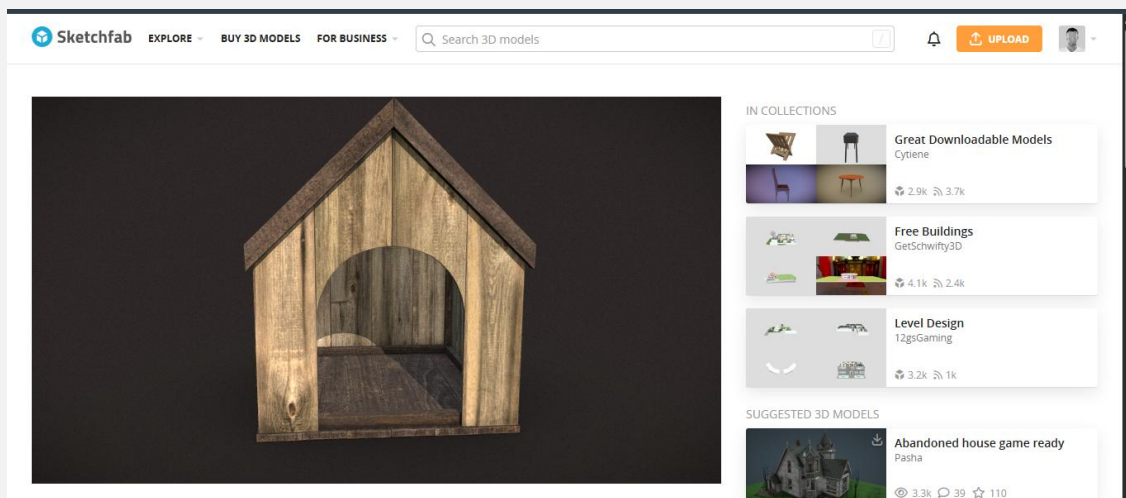 Sketchfab EXPLORE BUY 3D MODELS FOR BUSINESS Search 3D models / UPLOAD
IN COLLECTIONS
Great Downloadable Models
Cytiene
2.9k 3.7k
Free Buildings
GetSchwifty3D
4.1k 2.4k
Level Design
12gsGaming
3.2k 1k
SUGGESTED 3D MODELS
Abandoned house game ready
Pasha
3.3k 39 110